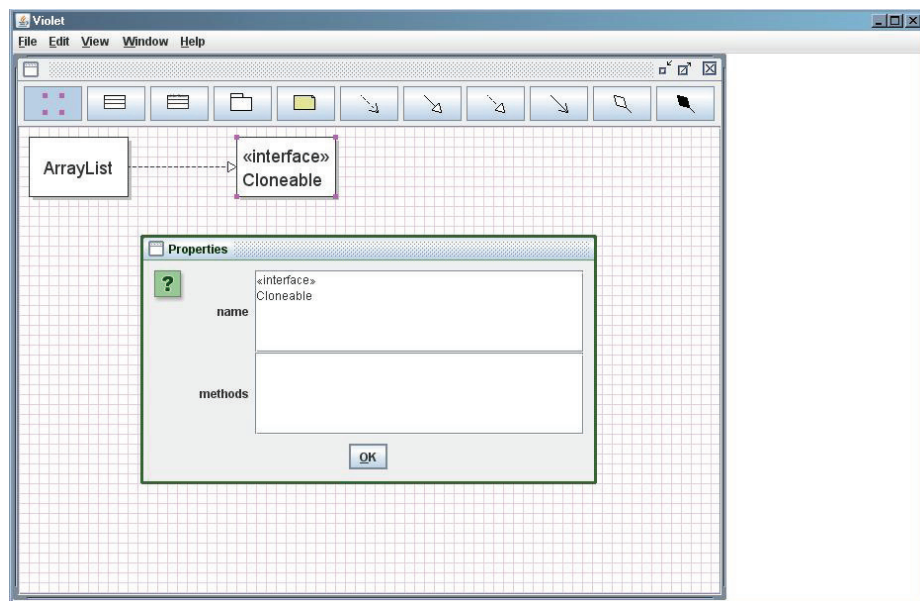 Violet
File Edit View Window Help
ArrayList
«interface»
Cloneable
Properties
?
«interface»
Cloneable
name
methods
OK